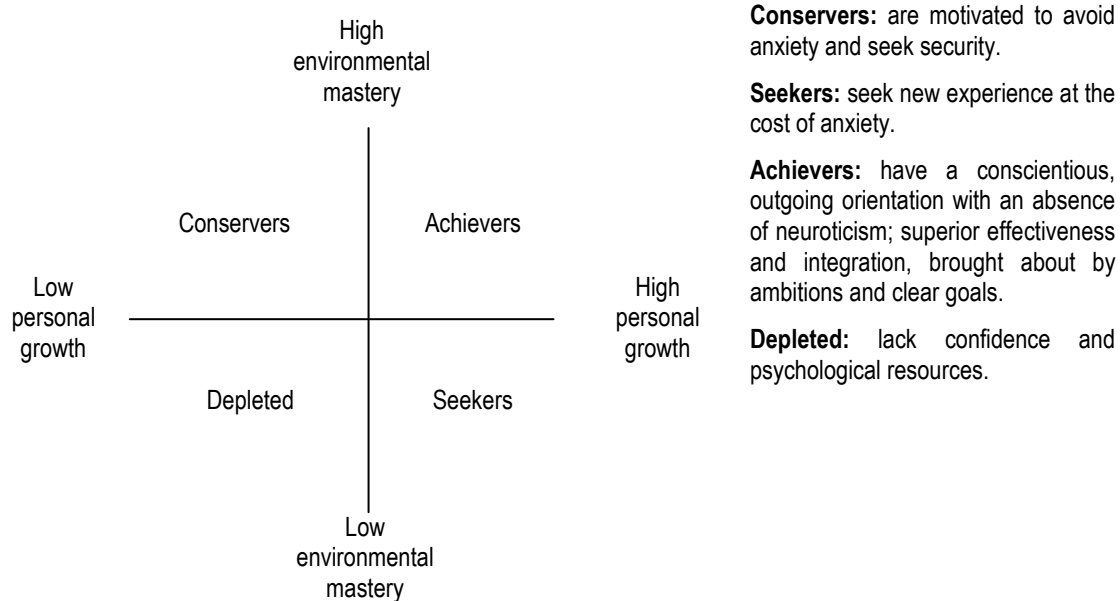 High
environmental
mastery
Conservers
Achievers
Low
personal
growth
High
personal
growth
Depleted
Seekers
Low
environmental
mastery
Conservers: are motivated to avoid
anxiety and seek security.
Seekers: seek new experience at the
cost of anxiety.
Achievers: have a conscientious,
outgoing orientation with an absence
of neuroticism; superior effectiveness
and integration, brought about by
ambitions and clear goals.
Depleted: lack confidence and
psychological resources.